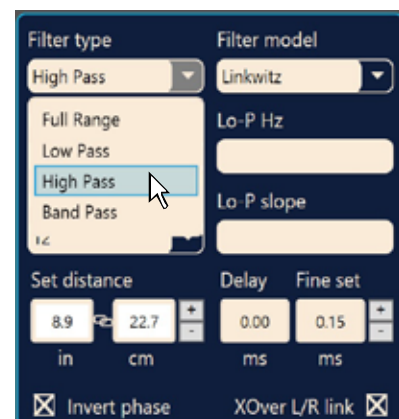 Filter type Filter model
High Pass Linkwitz
Full Range Lo-P Hz
Low Pass
High Pass
Band Pass Lo-P slope
12
Set distance Delay Fine set
8.9 22.7 + - 0.00 0.15 + -
in cm ms ms
Invert phase XOver L/R link